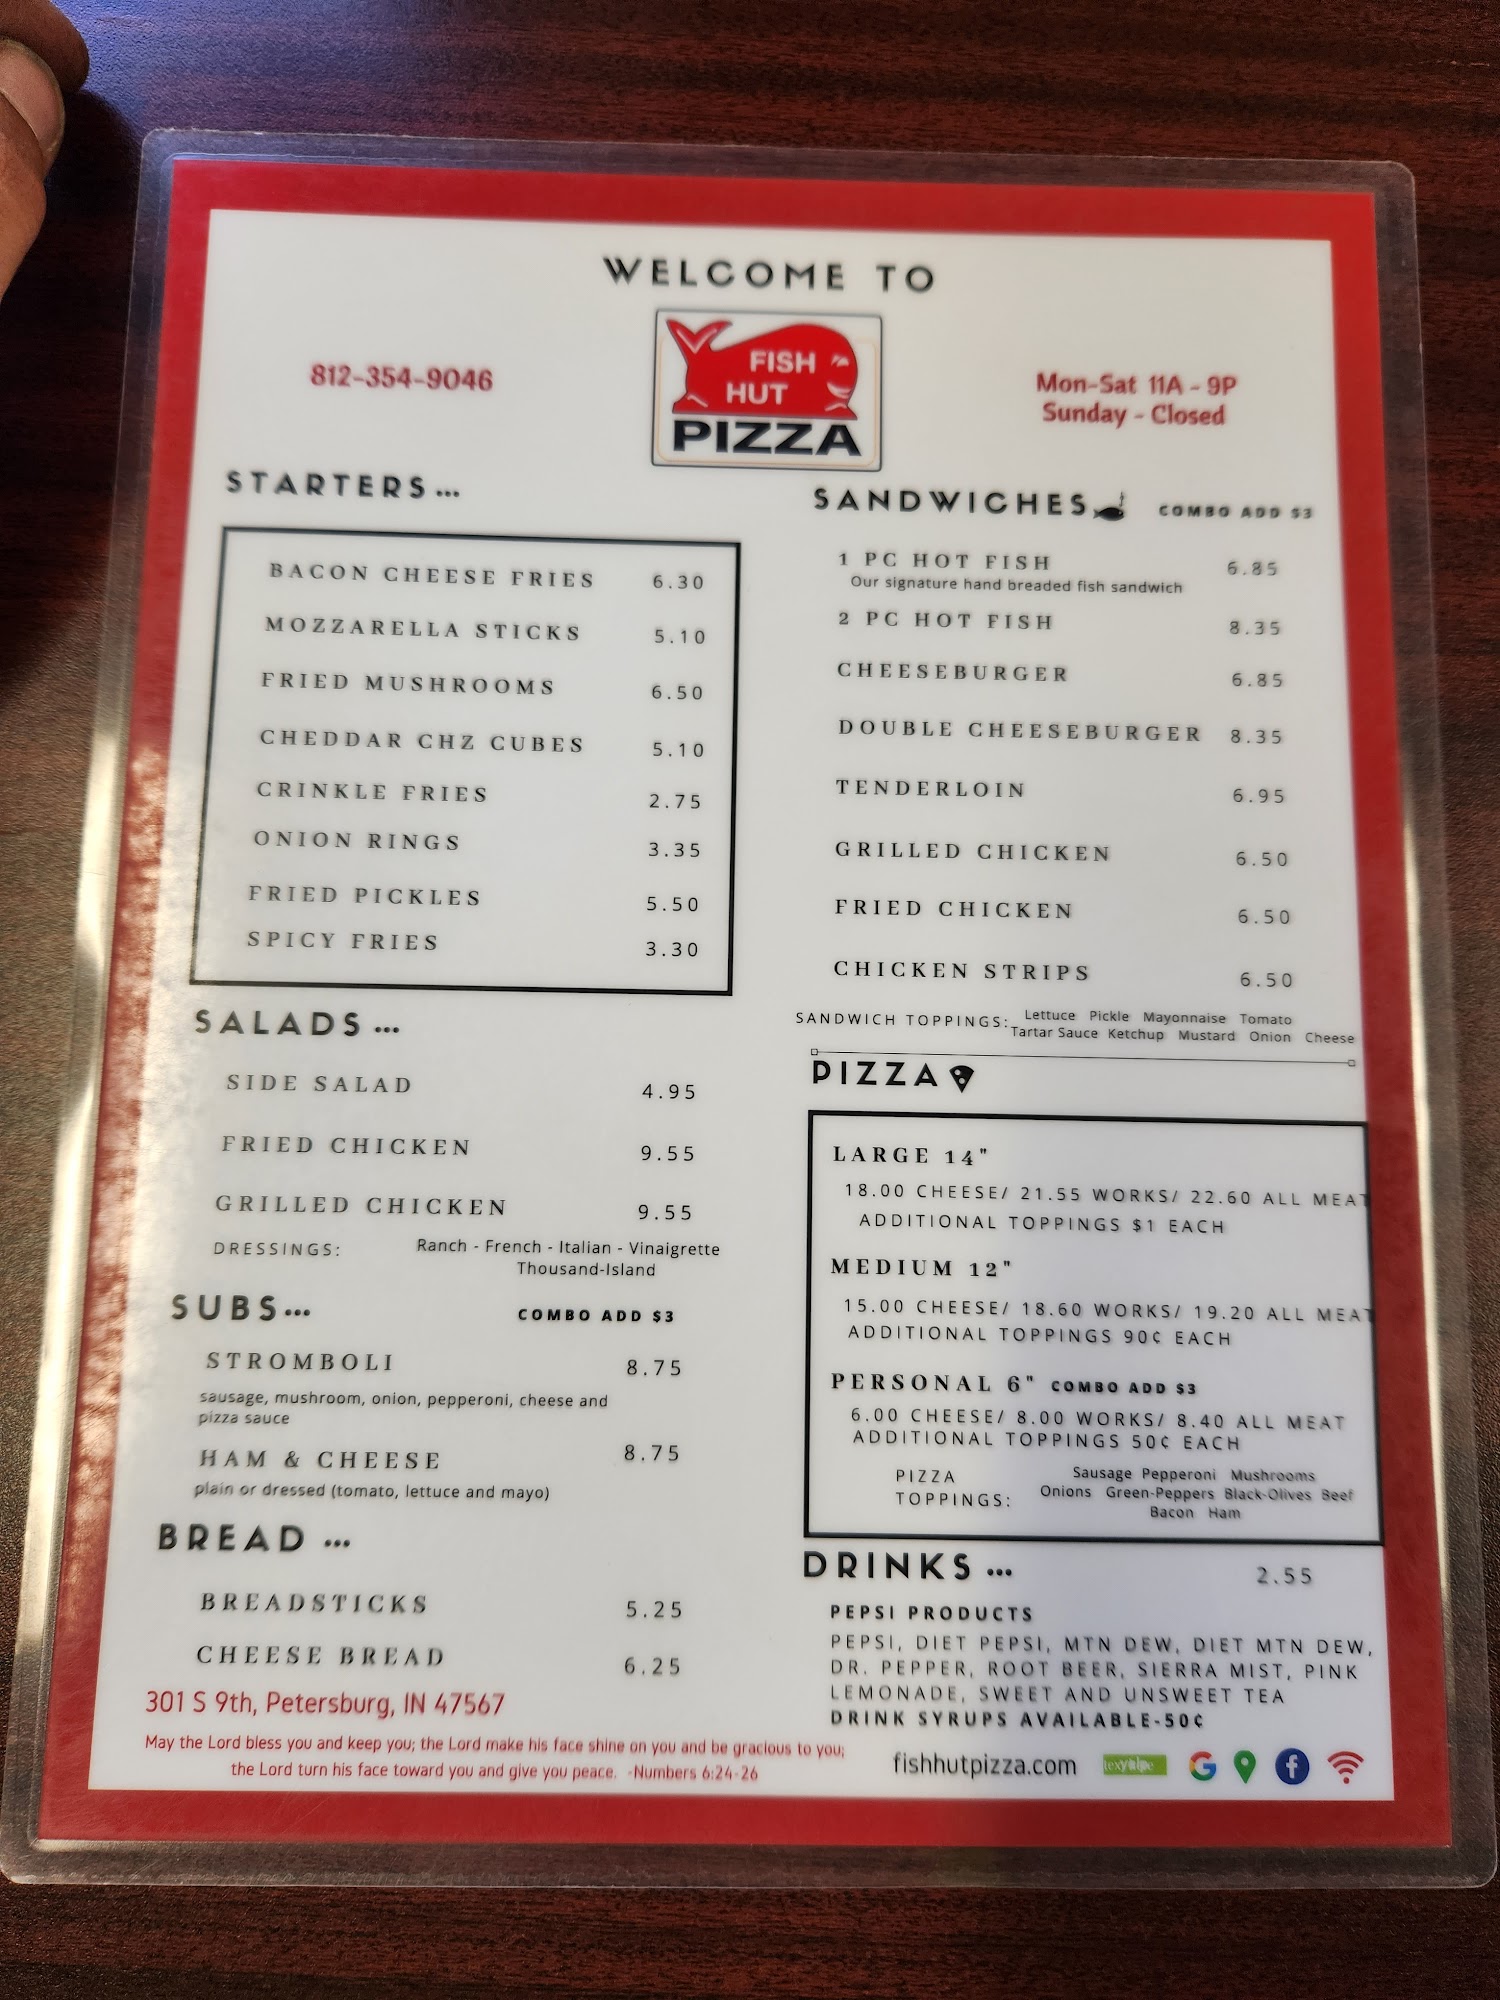 WELCOME TO
FISH
HUT
PIZZA
812-354-9046
Mon-Sat 11A - 9P
Sunday - Closed
STARTERS...
BACON CHEESE FRIES 6.30
MOZZARELLA STICKS 5.10
FRIED MUSHROOMS 6.50
CHEDDAR CHZ CUBES 5.10
CRINKLE FRIES 2.75
ONION RINGS 3.35
FRIED PICKLES 5.50
SPICY FRIES 3.30
SALADS...
SIDE SALAD 4.95
FRIED CHICKEN 9.55
GRILLED CHICKEN 9.55
DRESSINGS: Ranch - French - Italian - Vinaigrette
Thousand-Island
SUBS... COMBO ADD $3
STROMBOLI 8.75
sausage, mushroom, onion, pepperoni, cheese and
pizza sauce
HAM & CHEESE 8.75
plain or dressed (tomato, lettuce and mayo)
BREAD ...
BREADSTICKS 5.25
CHEESE BREAD 6.25
301 S 9th, Petersburg, IN 47567
May the Lord bless you and keep you; the Lord make his face shine on you and be gracious to you;
the Lord turn his face toward you and give you peace. -Numbers 6:24-26
SANDWICHES COMBO ADD $3
1 PC HOT FISH 6.85
Our signature hand breaded fish sandwich
2 PC HOT FISH 8.35
CHEESEBURGER 6.85
DOUBLE CHEESEBURGER 8.35
TENDERLOIN 6.95
GRILLED CHICKEN 6.50
FRIED CHICKEN 6.50
CHICKEN STRIPS 6.50
SANDWICH TOPPINGS: Lettuce Pickle Mayonnaise Tomato
Tartar Sauce Ketchup Mustard Onion Cheese
PIZZA
LARGE 14"
18.00 CHEESE/ 21.55 WORKS/ 22.60 ALL MEAT
ADDITIONAL TOPPINGS $1 EACH
MEDIUM 12"
15.00 CHEESE/ 18.60 WORKS/ 19.20 ALL MEAT
ADDITIONAL TOPPINGS 90¢ EACH
PERSONAL 6" COMBO ADD $3
6.00 CHEESE/ 8.00 WORKS/ 8.40 ALL MEAT
ADDITIONAL TOPPINGS 50¢ EACH
PIZZA
TOPPINGS:
Sausage Pepperoni Mushrooms
Onions Green-Peppers Black-Olives Beef
Bacon Ham
DRINKS ... 2.55
PEPSI PRODUCTS
PEPSI, DIET PEPSI, MTN DEW, DIET MTN DEW,
DR. PEPPER, ROOT BEER, SIERRA MIST, PINK
LEMONADE, SWEET AND UNSWEET TEA
DRINK SYRUPS AVAILABLE-50¢
fishhutpizza.com